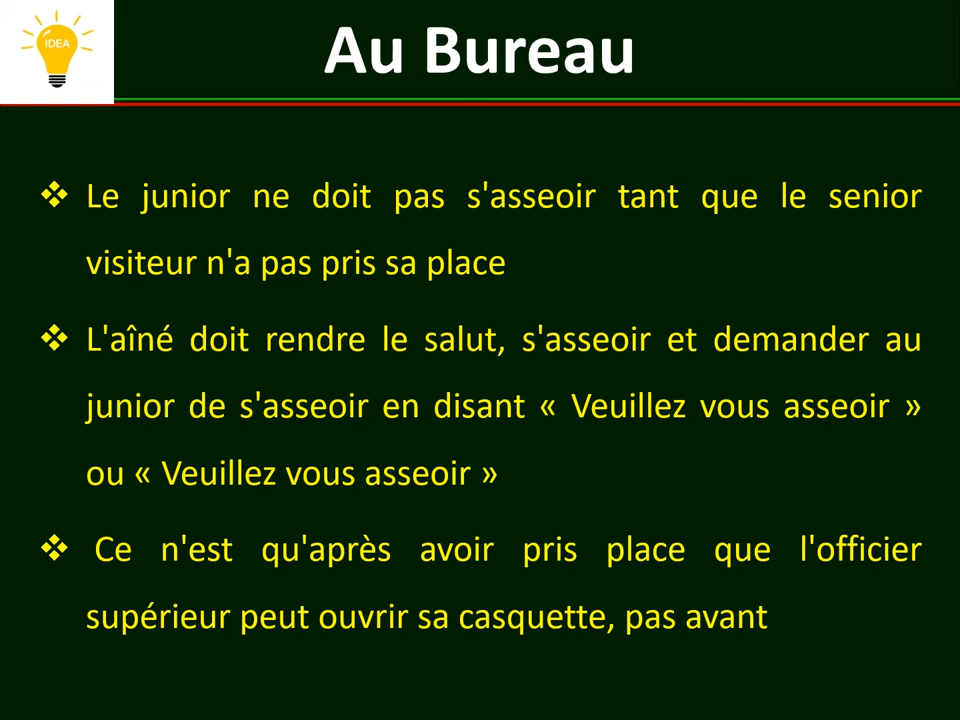 IDEA
Au Bureau
❖ Le junior ne doit pas s'asseoir tant que le senior
visiteur n'a pas pris sa place
❖ L'aîné doit rendre le salut, s'asseoir et demander au
junior de s'asseoir en disant « Veuillez vous asseoir »
ou « Veuillez vous asseoir »
❖ Ce n'est qu'après avoir pris place que l'officier
supérieur peut ouvrir sa casquette, pas avant